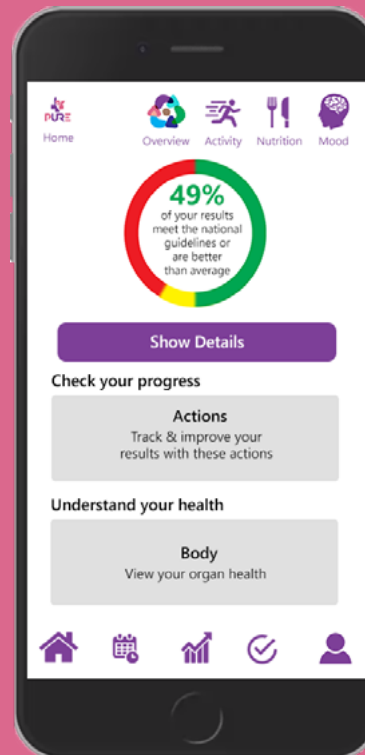 PURE
Home
Overview
Activity
Nutrition
Mood
49%
of your results
meet the national
guidelines or
are better
than average
Show Details
Check your progress
Actions
Track & improve your
results with these actions
Understand your health
Body
View your organ health